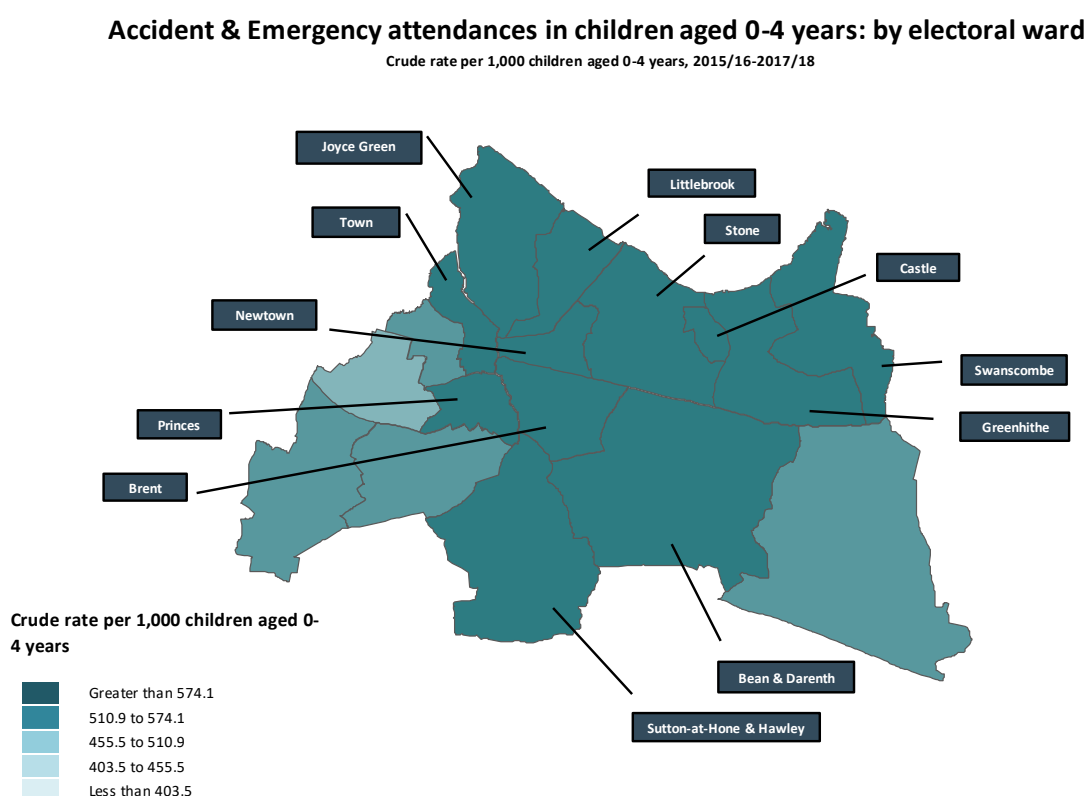 Accident & Emergency attendances in children aged 0-4 years: by electoral ward
Crude rate per 1,000 children aged 0-4 years, 2015/16-2017/18
Joyce Green
Littlebrook
Town
Stone
Castle
Newtown
Swanscombe
Princes
Greenhithe
Brent
Crude rate per 1,000 children aged 0-
4 years
Bean & Darenth
Greater than 574.1
510.9 to 574.1
Sutton-at-Hone & Hawley
455.5 to 510.9
403.5 to 455.5
Less than 403.5